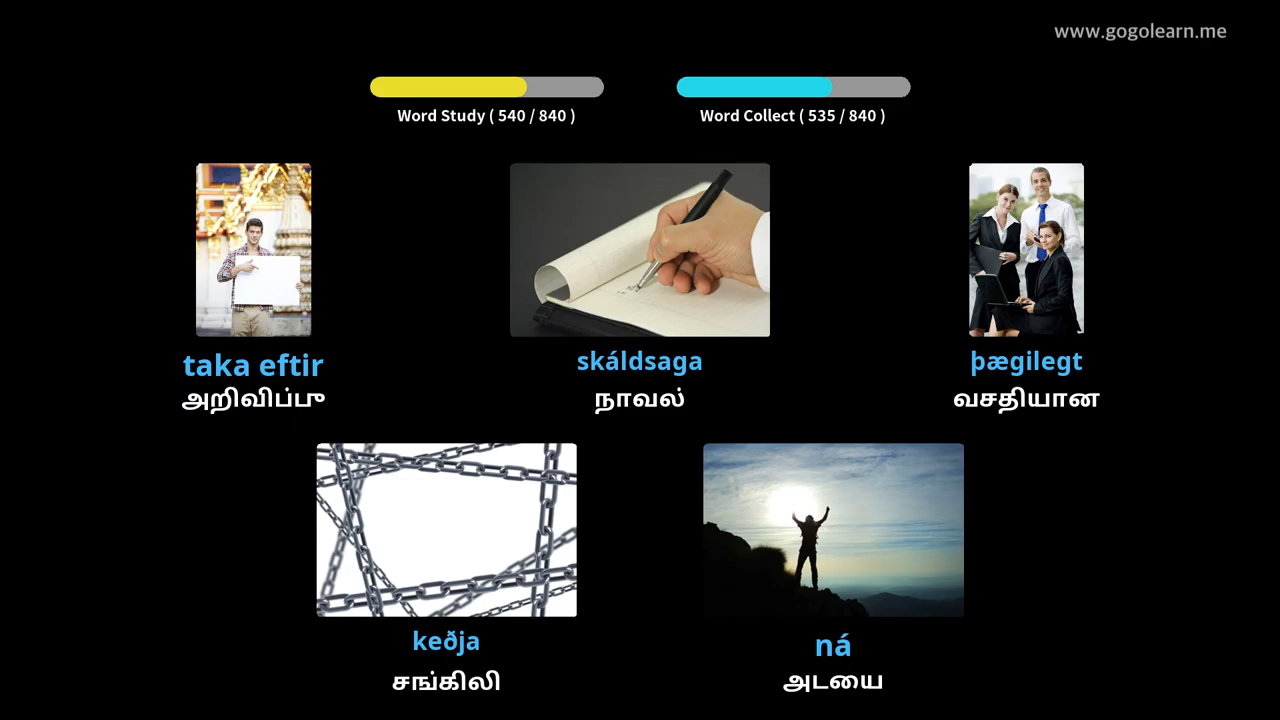 www.gogolearn.me
Word Study ( 540 / 840 )
Word Collect ( 535 / 840 )
taka eftir
அறிவிப்பு
skáldsaga
நாவல்
þægilegt
வசதியான
keðja
சங்கிலி
ná
அடயை